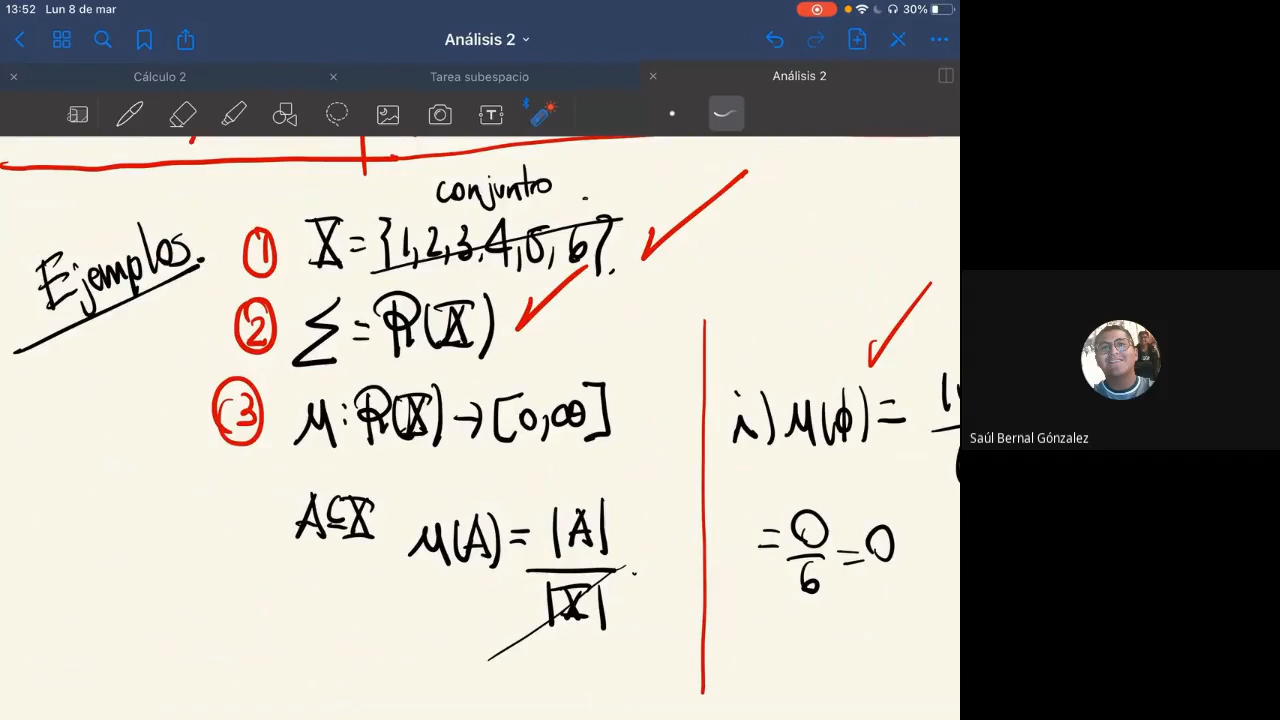 13:52 Lun 8 de mar
30%
Análisis 2
Cálculo 2
Tarea subespacio
Análisis 2
T
conjunto
Ejemplos.
① X = {1,2,3,4,5,6}.
② Σ = P(X)
③ μ : P(X) → [0,∞]
A⊆X μ(A) = |A| / |X|
i) μ(ϕ) =
= 0/6 = 0
Saúl Bernal Gónzalez